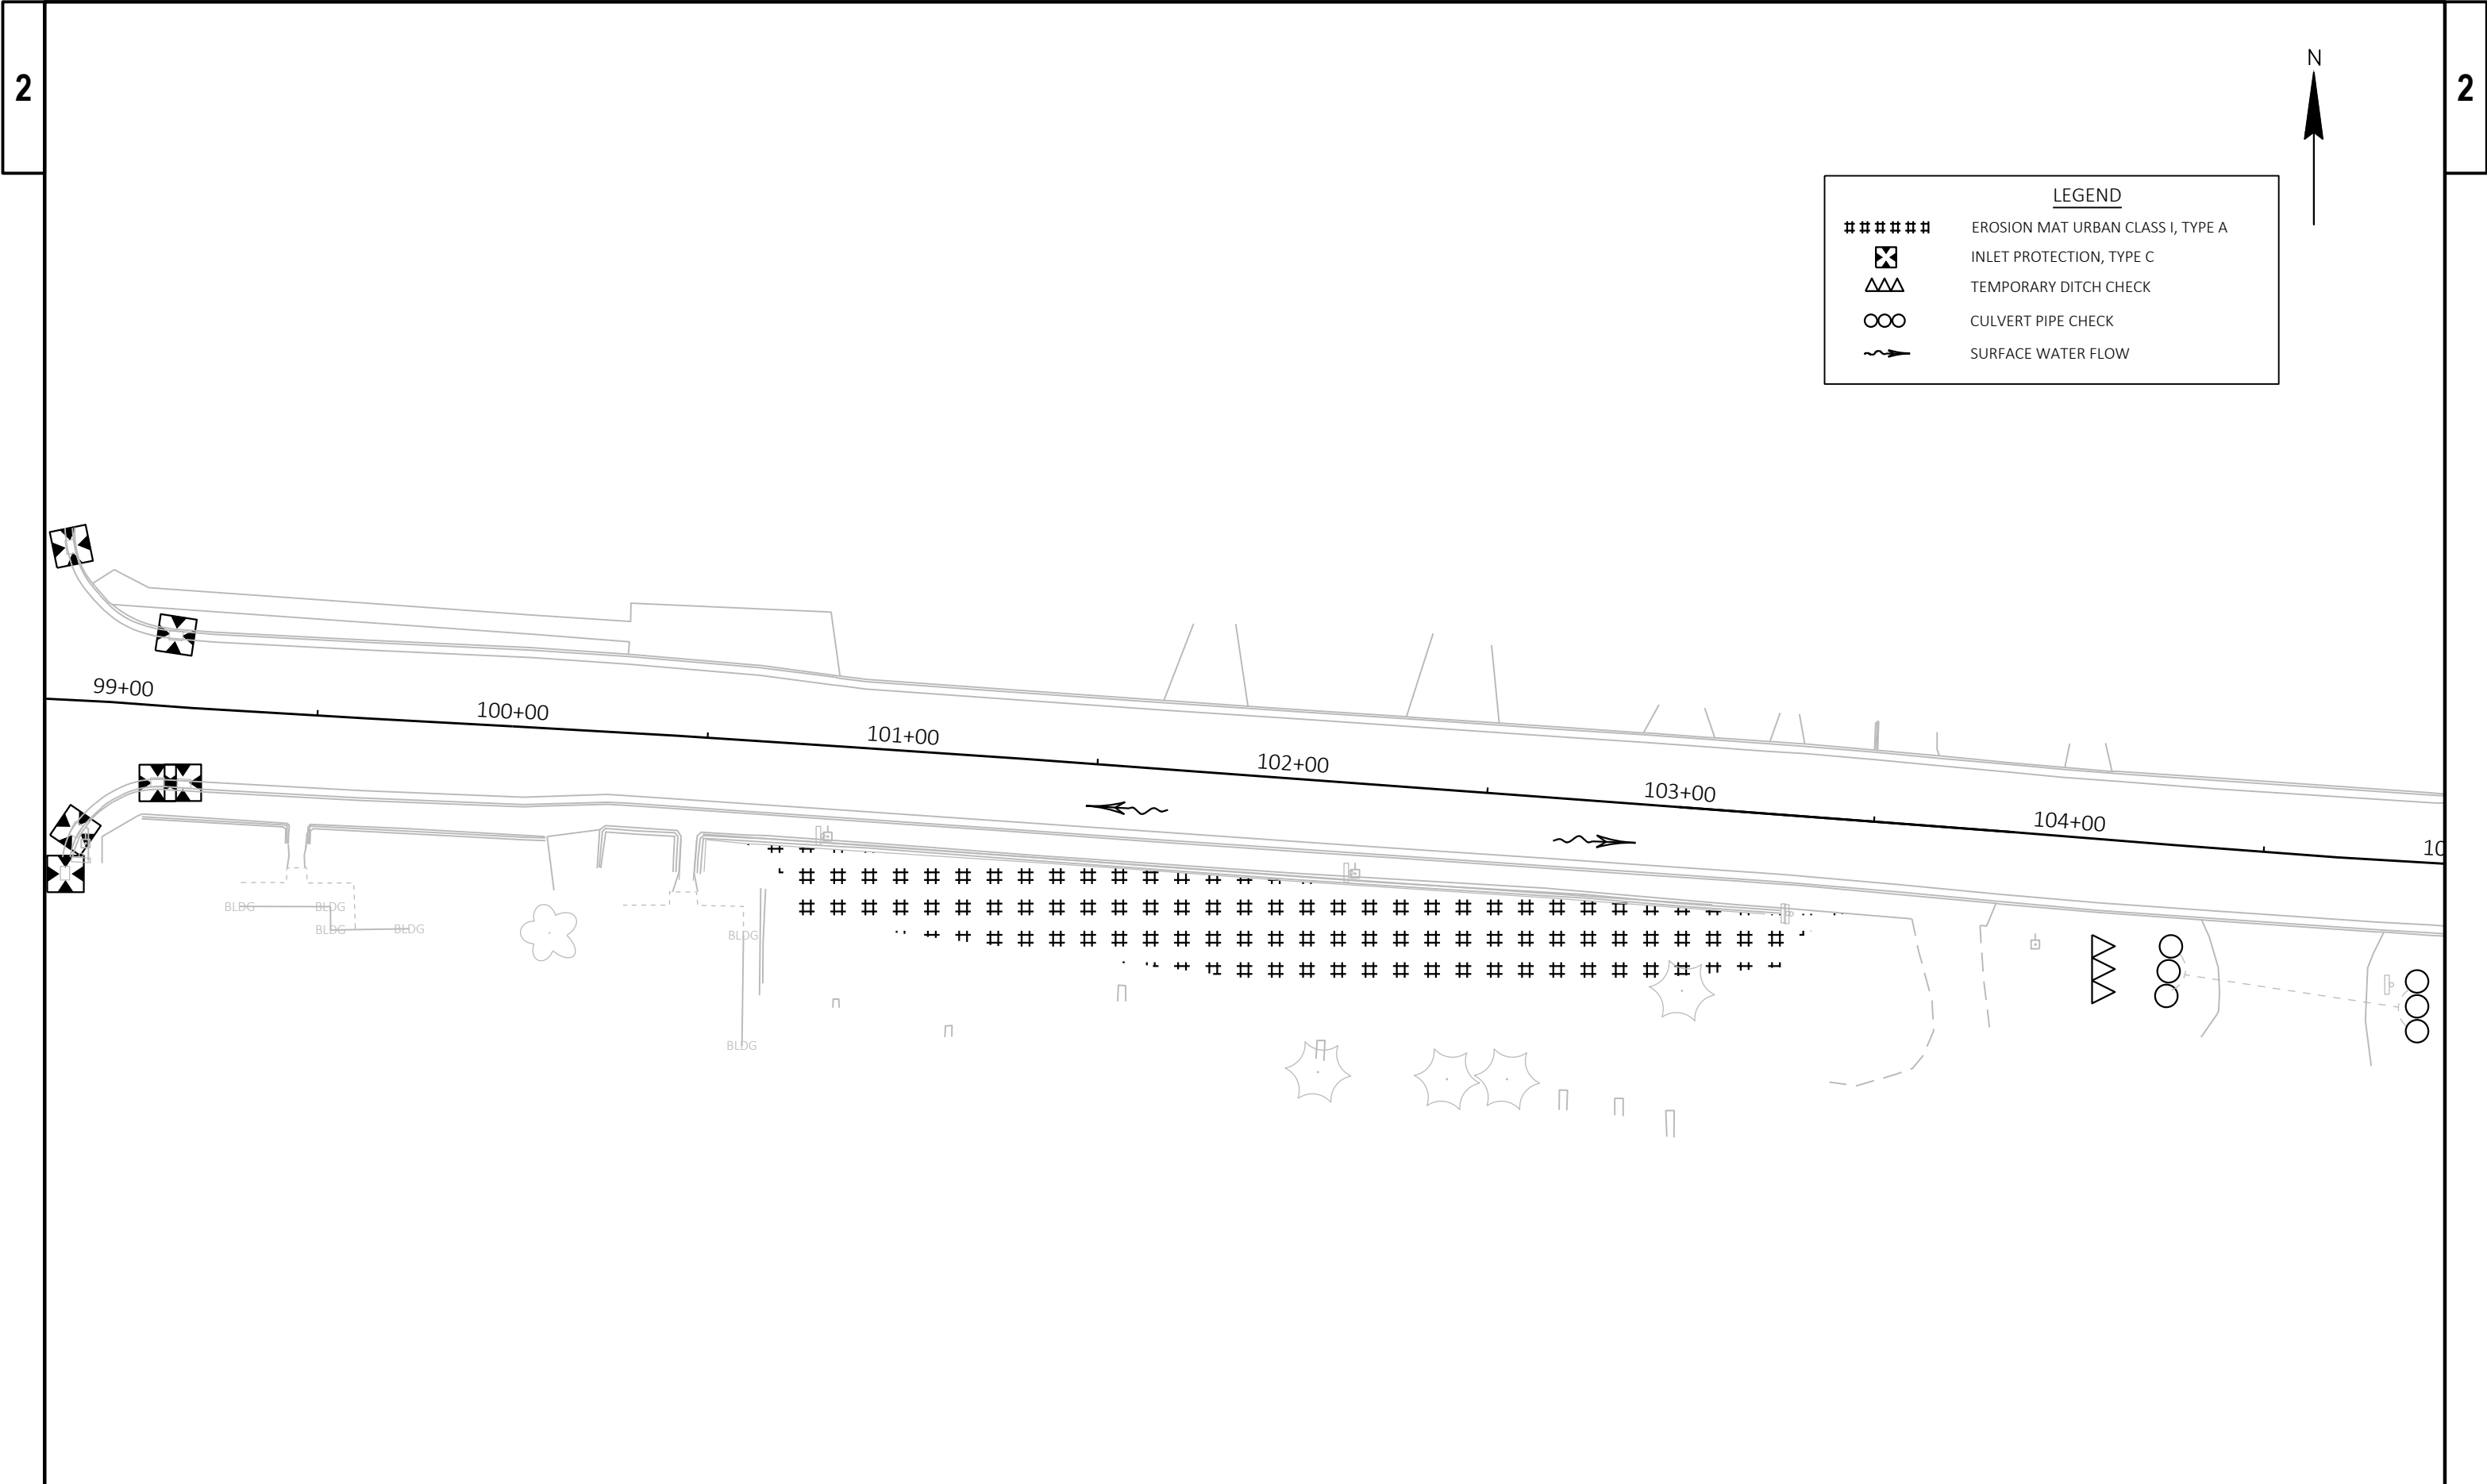 2
2
N
LEGEND
EROSION MAT URBAN CLASS I, TYPE A
INLET PROTECTION, TYPE C
TEMPORARY DITCH CHECK
CULVERT PIPE CHECK
SURFACE WATER FLOW
99+00
100+00
101+00
102+00
103+00
104+00
10
BLDG
BLDG
BLDG
BLDG
BLDG
BLDG